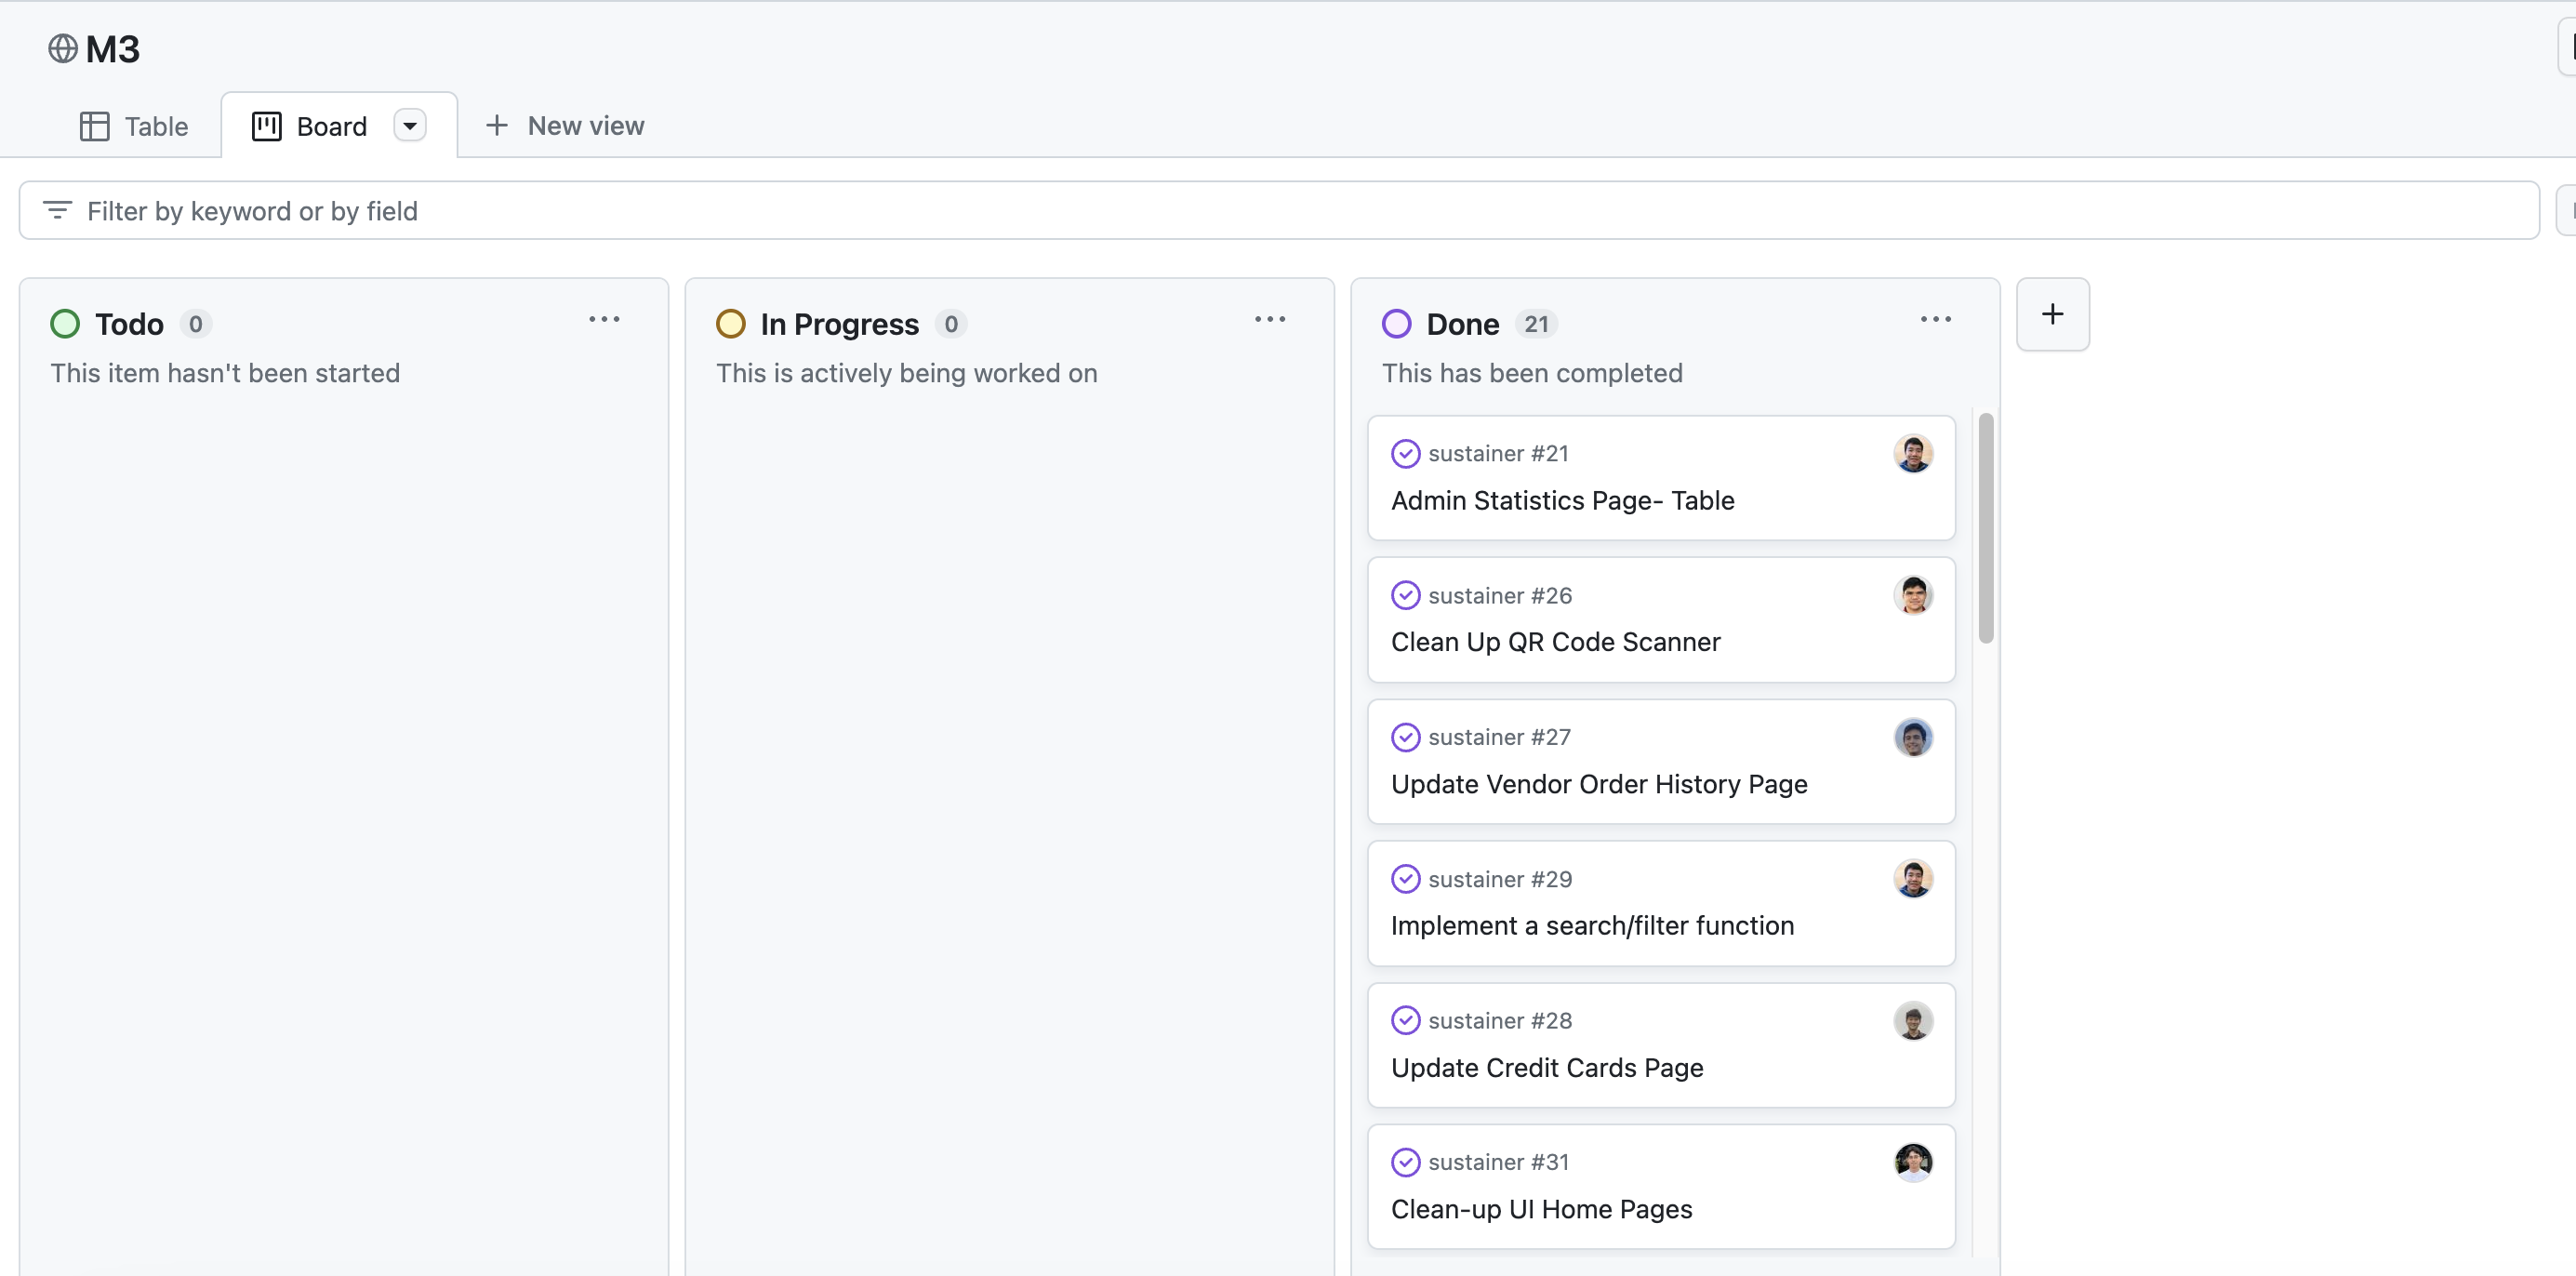 M3
Table
Board
New view
Filter by keyword or by field
Todo 0
This item hasn't been started
In Progress 0
This is actively being worked on
Done 21
This has been completed
sustainer #21
Admin Statistics Page- Table
sustainer #26
Clean Up QR Code Scanner
sustainer #27
Update Vendor Order History Page
sustainer #29
Implement a search/filter function
sustainer #28
Update Credit Cards Page
sustainer #31
Clean-up UI Home Pages